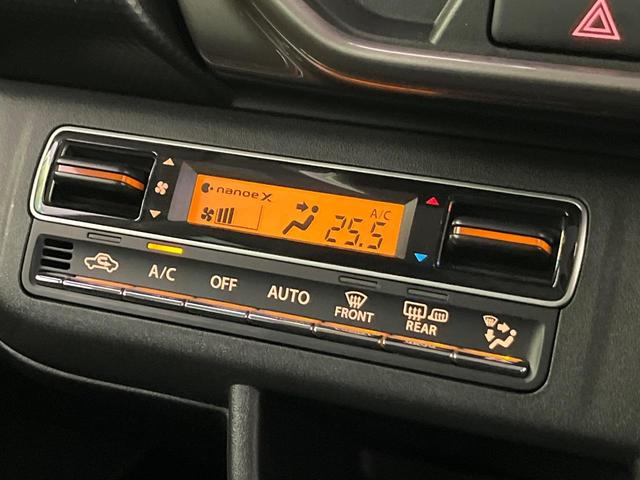 nanoe X
A/C
25.5
A/C
OFF
AUTO
FRONT
REAR